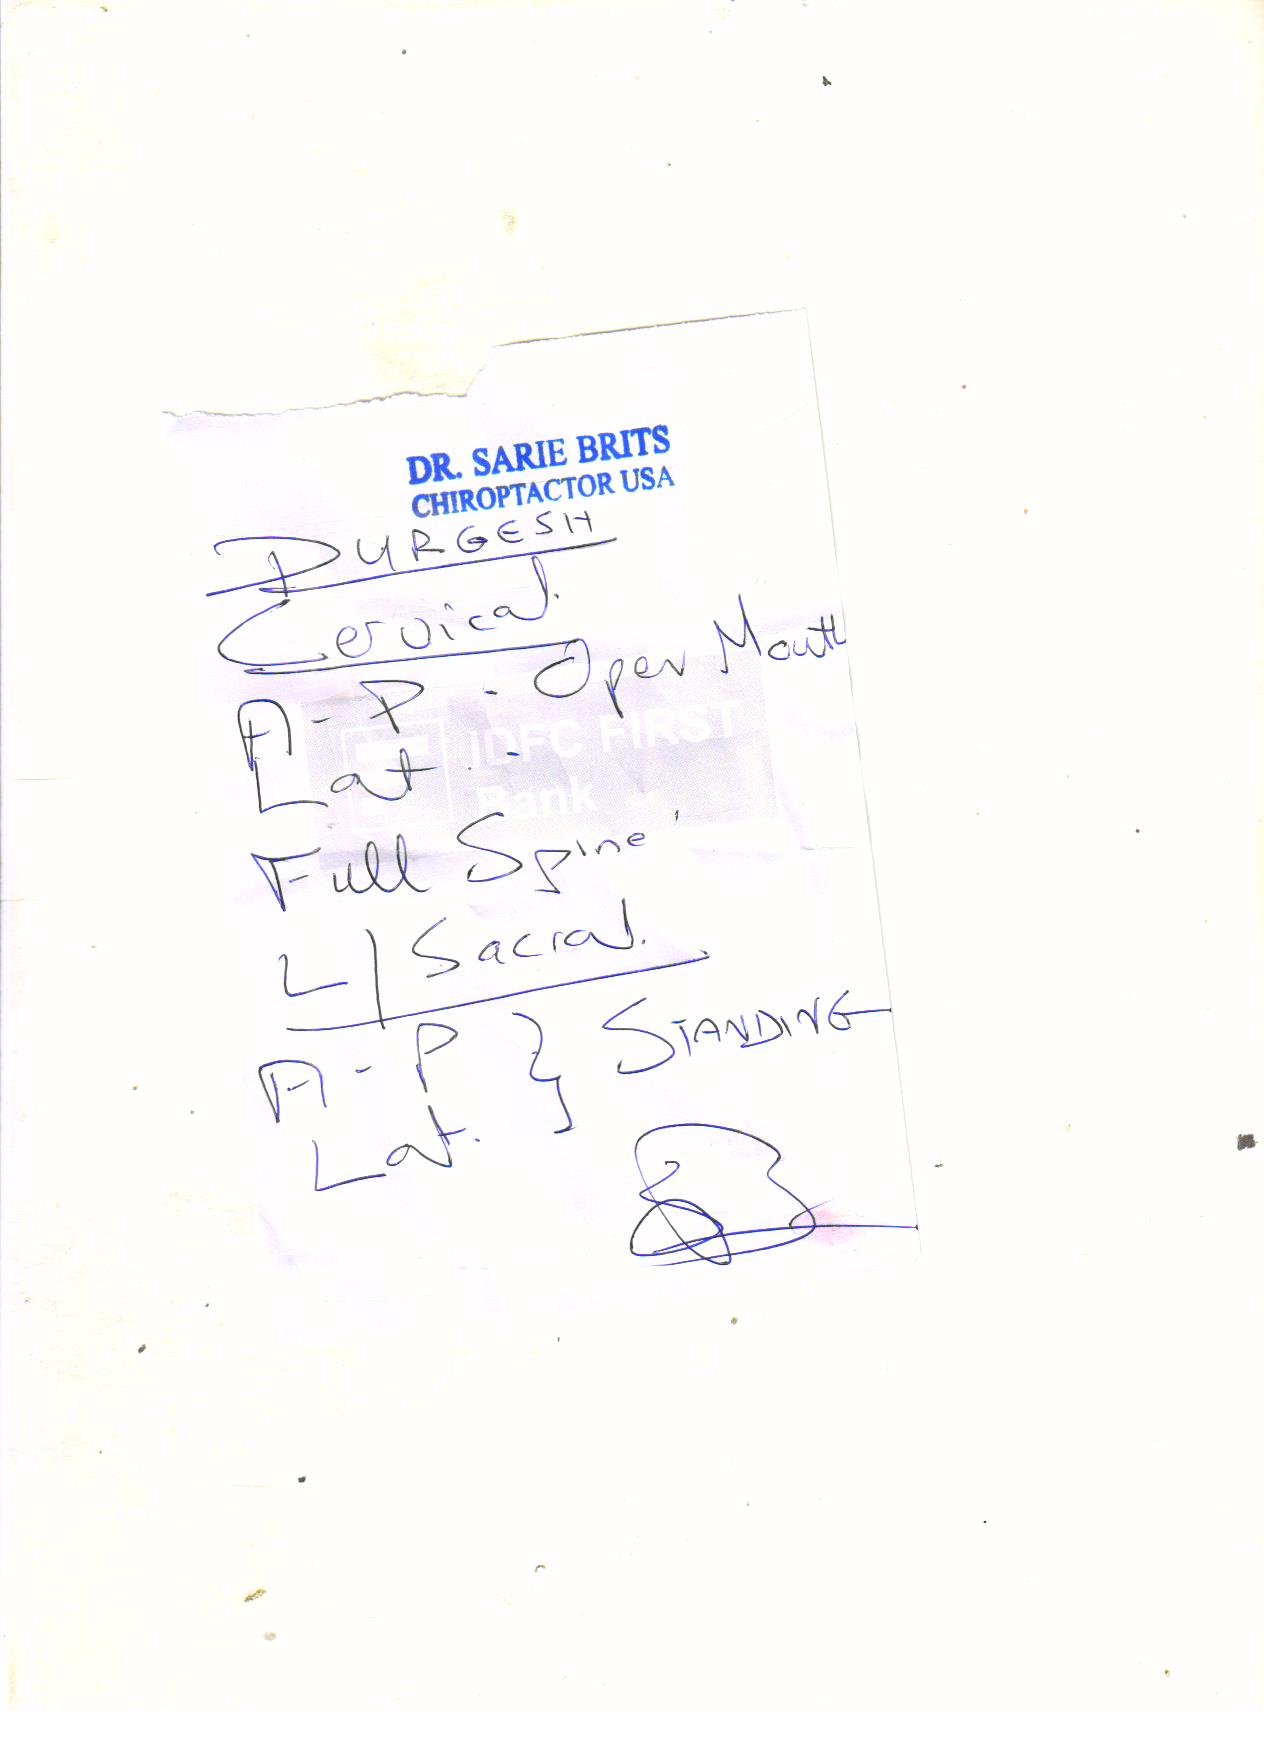 DR. SARIE BRITS
CHIROPTACTOR USA
DURGESH
Cervical.
A-P - Open Mouth
Lat -
IDFC FIRST
Bank
Full Spine
L/Sacral.
A-P } STANDING
Lat.